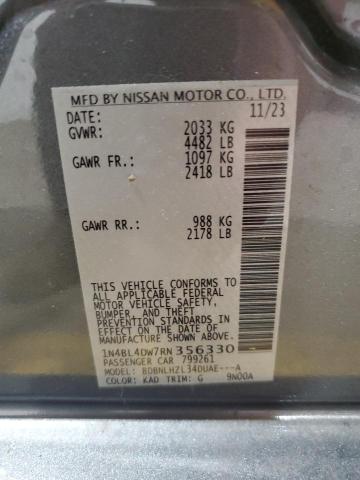 MFD BY NISSAN MOTOR CO., LTD.
DATE: 11/23
GVWR: 2033 KG
4482 LB
GAWR FR.: 1097 KG
2418 LB
GAWR RR.: 988 KG
2178 LB
THIS VEHICLE CONFORMS TO ALL
APPLICABLE FEDERAL
MOTOR VEHICLE SAFETY,
BUMPER, AND THEFT
PREVENTION STANDARDS
IN EFFECT ON THE DATE OF
MANUFACTURE SHOWN ABOVE.
1N4BL4DW7RN356330
PASSENGER CAR 799261
MODEL: BDBNLHZL34DUAE---A
COLOR: KAD TRIM: G 9N00A